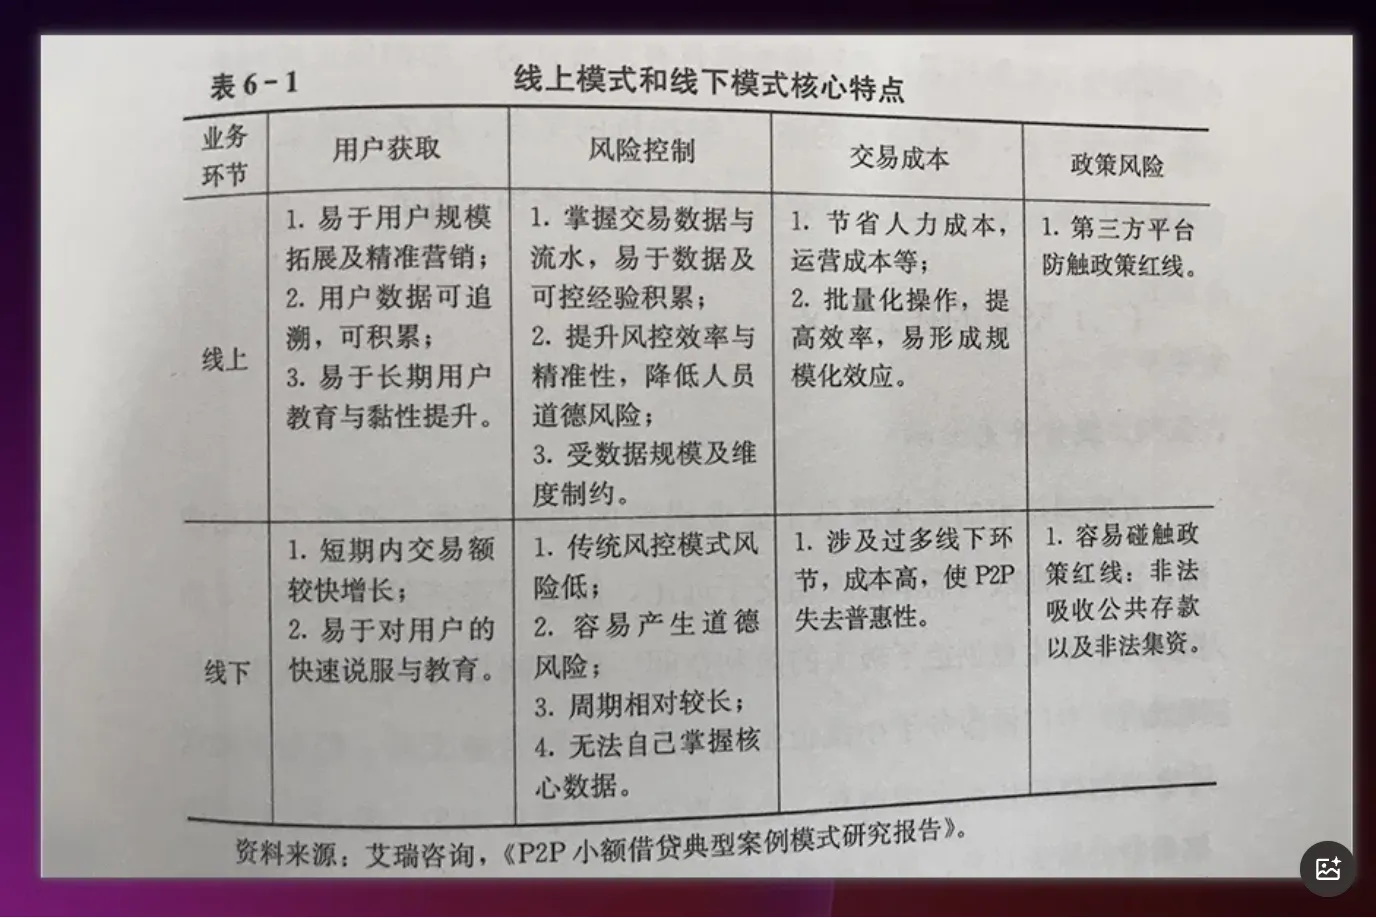 表 6-1 线上模式和线下模式核心特点
业务
环节
用户获取
风险控制
交易成本
政策风险
线上
1. 易于用户规模
拓展及精准营销；
2. 用户数据可追
溯，可积累；
3. 易于长期用户
教育与黏性提升。
1. 掌握交易数据与
流水，易于数据及
可控经验积累；
2. 提升风控效率与
精准性，降低人员
道德风险；
3. 受数据规模及维
度制约。
1. 节省人力成本，
运营成本等；
2. 批量化操作，提
高效率，易形成规
模化效应。
1. 第三方平台
防触政策红线。
线下
1. 短期内交易额
较快增长；
2. 易于对用户的
快速说服与教育。
1. 传统风控模式风
险低；
2. 容易产生道德
风险；
3. 周期相对较长；
4. 无法自己掌握核
心数据。
1. 涉及过多线下环
节，成本高，使 P2P
失去普惠性。
1. 容易碰触政
策红线：非法
吸收公共存款
以及非法集资。
资料来源：艾瑞咨询，《P2P 小额借贷典型案例模式研究报告》。